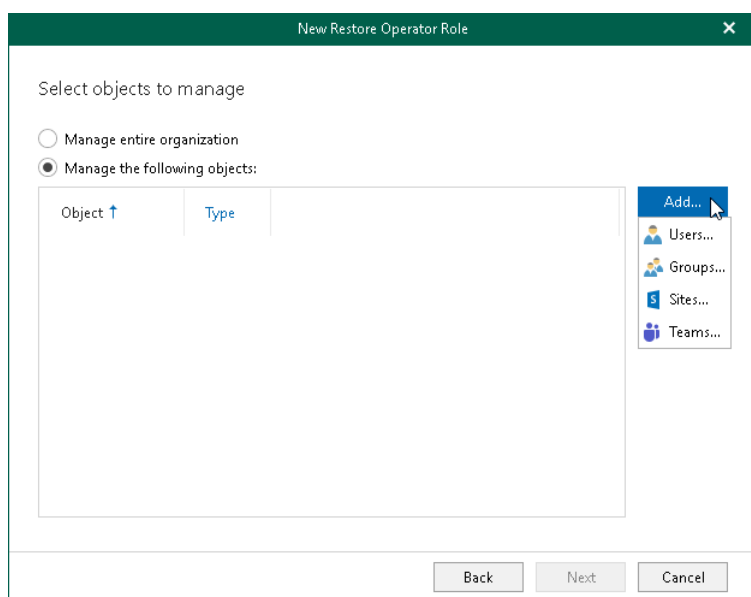 New Restore Operator Role
Select objects to manage
Manage entire organization
Manage the following objects:
Object Type
Add...
Users...
Groups...
Sites...
Teams...
Back Next Cancel